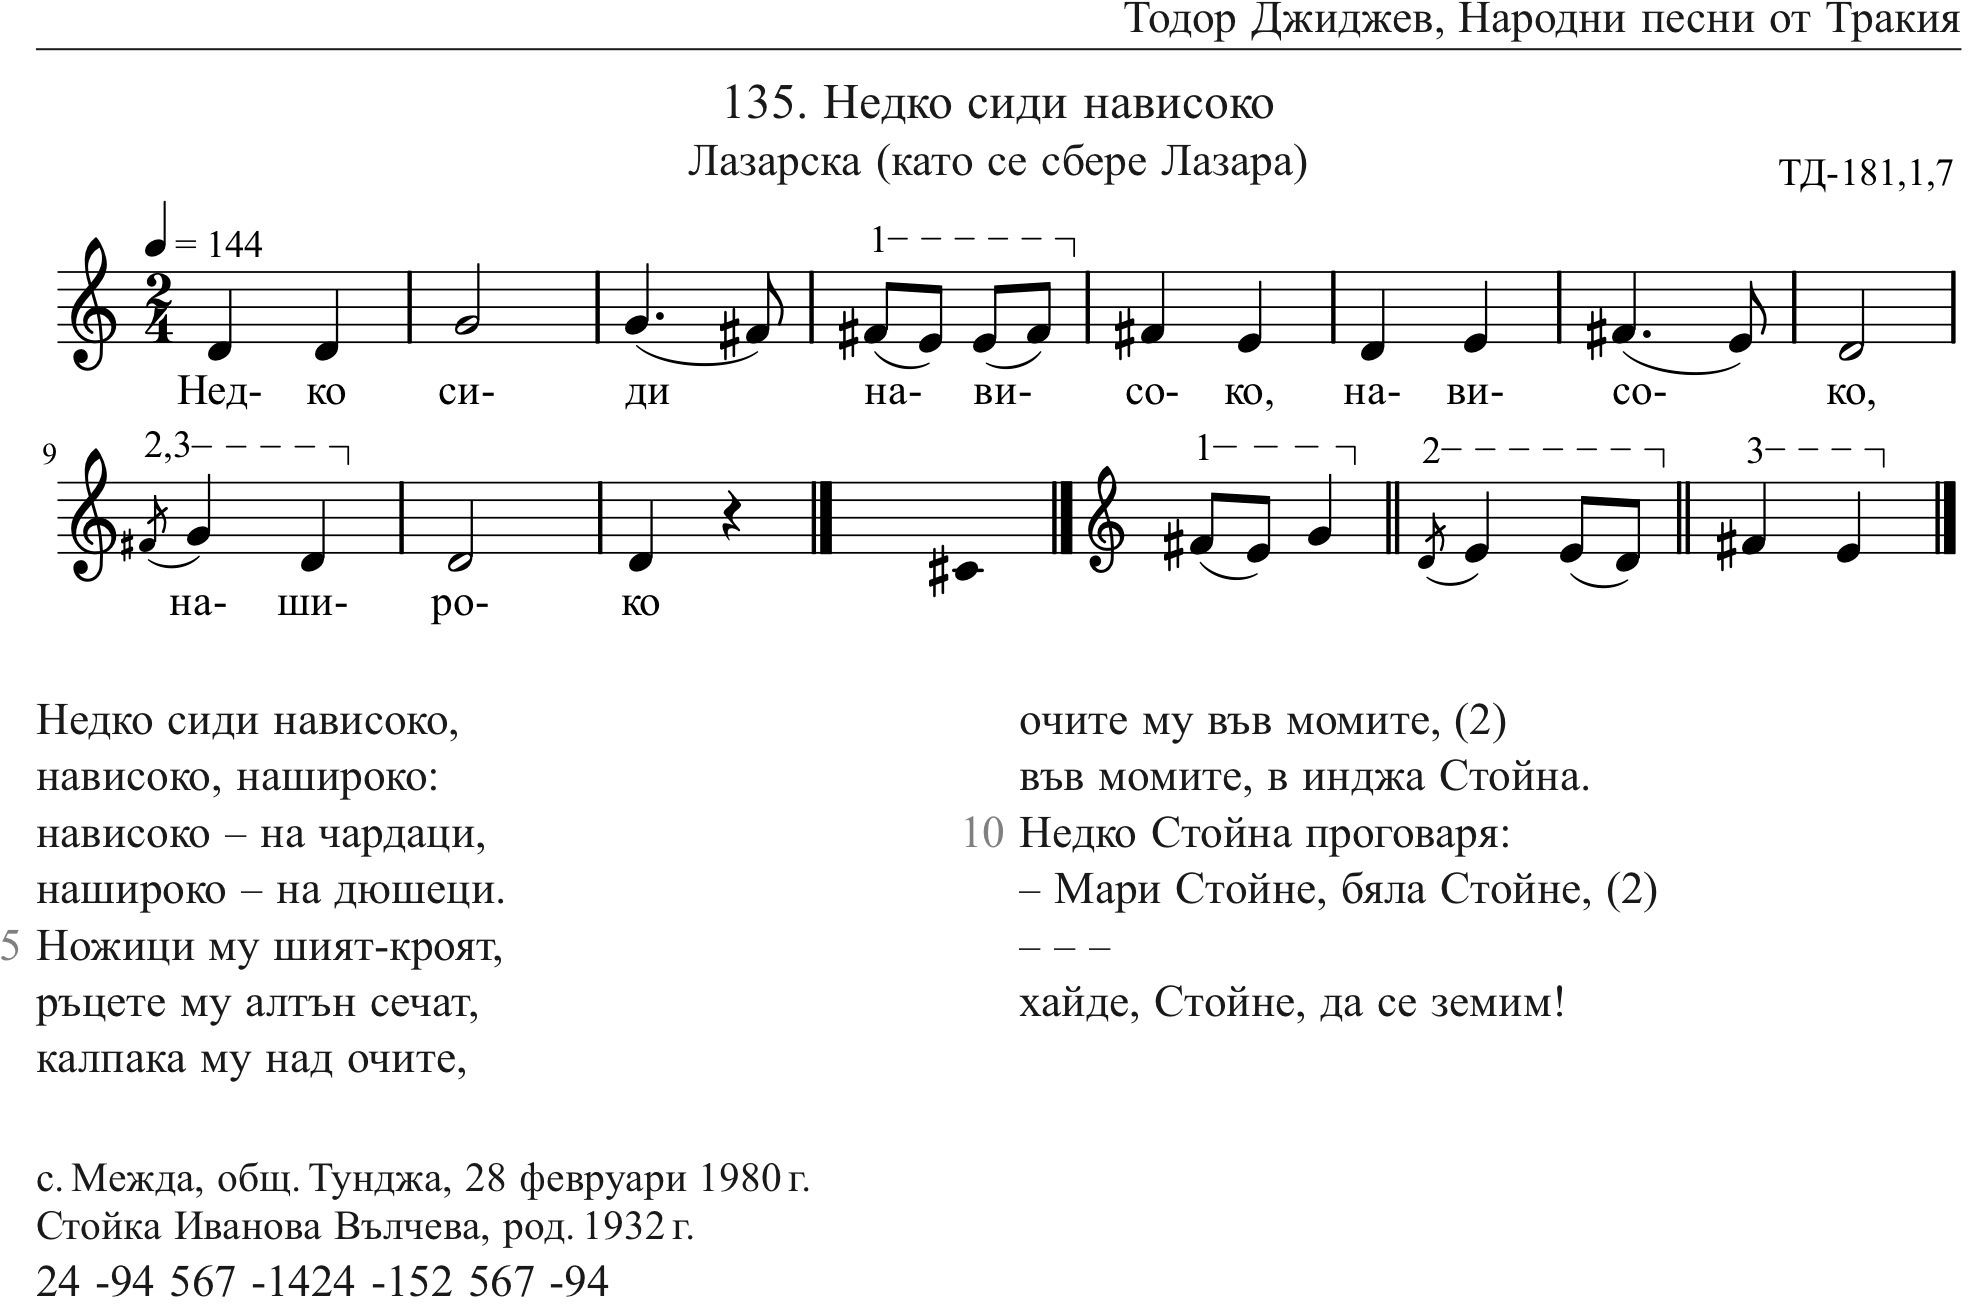 Тодор Джиджев, Народни песни от Тракия
135. Недко сиди нависоко
Лазарска (като се сбере Лазара)
ТД-181,1,7
= 144
1
2
4
Нед- ко си- ди на- ви- со- ко, на- ви- со- ко,
9
2,3
1
2
3
на- ши- ро- ко
Недко сиди нависоко,
нависоко, нашироко:
нависоко – на чардаци,
нашироко – на дюшеци.
5 Ножици му шият-кроят,
ръцете му алтън сечат,
калпака му над очите,
очите му във момите, (2)
във момите, в инджа Стойна.
10 Недко Стойна проговаря:
– Мари Стойне, бяла Стойне, (2)
– – –
хайде, Стойне, да се земим!
с. Межда, общ. Тунджа, 28 февруари 1980 г.
Стойка Иванова Вълчева, род. 1932 г.
24 -94 567 -1424 -152 567 -94